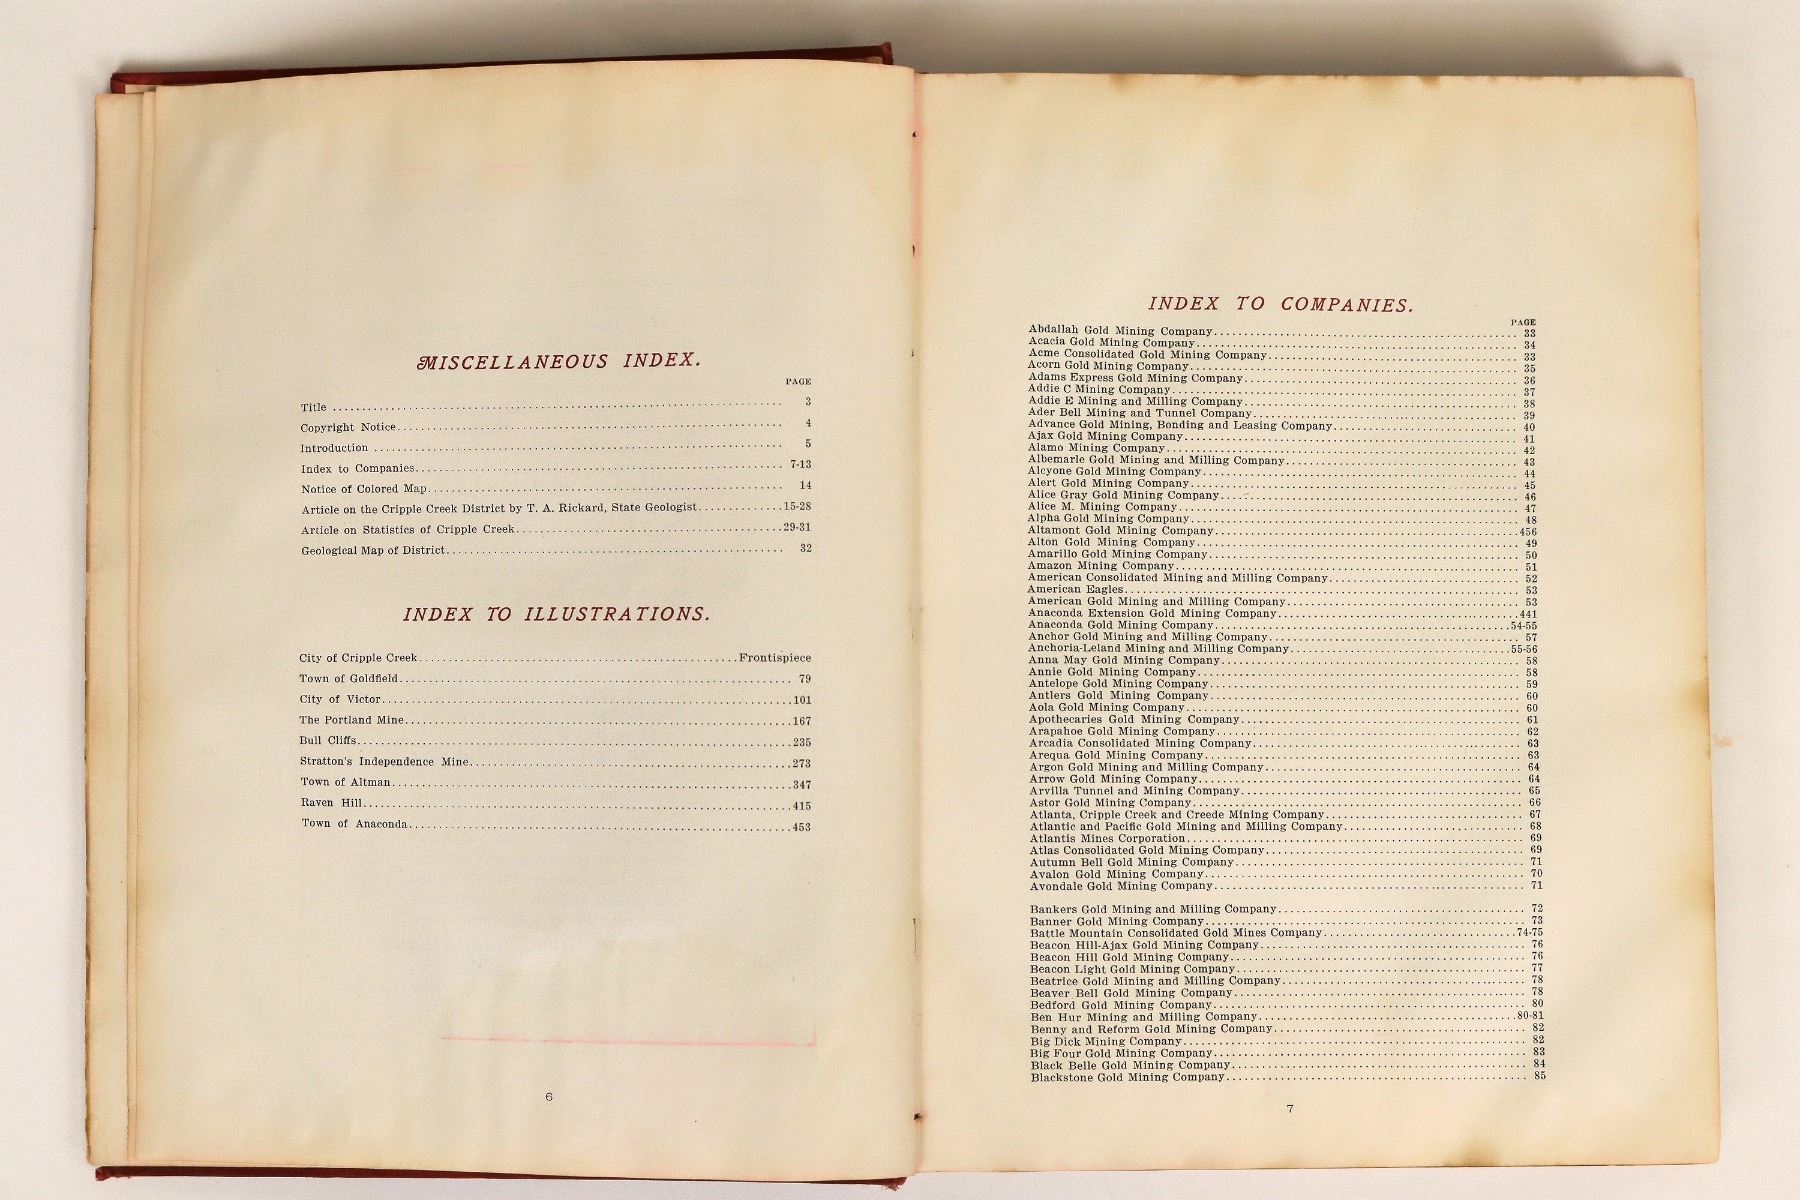 MISCELLANEOUS INDEX.
PAGE
Title 3
Copyright Notice 4
Introduction 5
Index to Companies 7-13
Notice of Colored Map 14
Article on the Cripple Creek District by T. A. Rickard, State Geologist 15-28
Article on Statistics of Cripple Creek 29-31
Geological Map of District 32
INDEX TO ILLUSTRATIONS.
City of Cripple Creek Frontispiece
Town of Goldfield 79
City of Victor 101
The Portland Mine 167
Bull Cliffs 235
Stratton's Independence Mine 273
Town of Altman 347
Raven Hill 415
Town of Anaconda 453
6
INDEX TO COMPANIES.
PAGE
Abdallah Gold Mining Company 33
Acacia Gold Mining Company 34
Acme Consolidated Gold Mining Company 33
Acorn Gold Mining Company 35
Adams Express Gold Mining Company 36
Addie C Mining Company 37
Addie E Mining and Milling Company 38
Ader Bell Mining and Tunnel Company 39
Advance Gold Mining, Bonding and Leasing Company 40
Ajax Gold Mining Company 41
Alamo Mining Company 42
Albemarle Gold Mining and Milling Company 43
Alcyone Gold Mining Company 44
Alert Gold Mining Company 45
Alice Gray Gold Mining Company 46
Alice M. Mining Company 47
Alpha Gold Mining Company 48
Altamont Gold Mining Company 456
Alton Gold Mining Company 49
Amarillo Gold Mining Company 50
Amazon Mining Company 51
American Consolidated Mining and Milling Company 52
American Eagles 53
American Gold Mining and Milling Company 53
Anaconda Extension Gold Mining Company 441
Anaconda Gold Mining Company 54-55
Anchor Gold Mining and Milling Company 57
Anchoria-Leland Mining and Milling Company 55-56
Anna May Gold Mining Company 58
Annie Gold Mining Company 58
Antelope Gold Mining Company 59
Antlers Gold Mining Company 60
Aola Gold Mining Company 60
Apothecaries Gold Mining Company 61
Arapahoe Gold Mining Company 62
Arcadia Consolidated Mining Company 63
Arequa Gold Mining Company 63
Argon Gold Mining and Milling Company 64
Arrow Gold Mining Company 64
Arvilla Tunnel and Mining Company 65
Astor Gold Mining Company 66
Atlanta, Cripple Creek and Creede Mining Company 67
Atlantic and Pacific Gold Mining and Milling Company 68
Atlantis Mines Corporation 69
Atlas Consolidated Gold Mining Company 69
Autumn Bell Gold Mining Company 71
Avalon Gold Mining Company 70
Avondale Gold Mining Company 71
Bankers Gold Mining and Milling Company 72
Banner Gold Mining Company 73
Battle Mountain Consolidated Gold Mines Company 74-75
Beacon Hill-Ajax Gold Mining Company 76
Beacon Hill Gold Mining Company 76
Beacon Light Gold Mining Company 77
Beatrice Gold Mining and Milling Company 78
Beaver Bell Gold Mining Company 78
Bedford Gold Mining Company 80
Ben Hur Mining and Milling Company 80-81
Benny and Reform Gold Mining Company 82
Big Dick Mining Company 82
Big Four Gold Mining Company 83
Black Belle Gold Mining Company 84
Blackstone Gold Mining Company 85
7